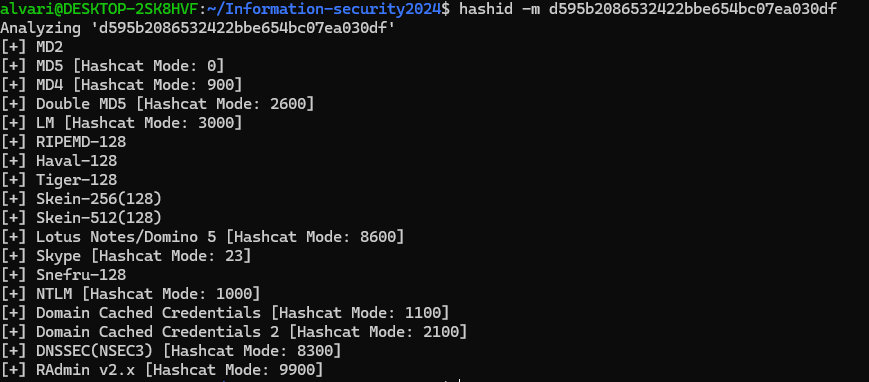 alvari@DESKTOP-2SK8HVF:~/Information-security2024$ hashid -m d595b2086532422bbe654bc07ea030df
Analyzing 'd595b2086532422bbe654bc07ea030df'
[+] MD2
[+] MD5 [Hashcat Mode: 0]
[+] MD4 [Hashcat Mode: 900]
[+] Double MD5 [Hashcat Mode: 2600]
[+] LM [Hashcat Mode: 3000]
[+] RIPEMD-128
[+] Haval-128
[+] Tiger-128
[+] Skein-256(128)
[+] Skein-512(128)
[+] Lotus Notes/Domino 5 [Hashcat Mode: 8600]
[+] Skype [Hashcat Mode: 23]
[+] Snefru-128
[+] NTLM [Hashcat Mode: 1000]
[+] Domain Cached Credentials [Hashcat Mode: 1100]
[+] Domain Cached Credentials 2 [Hashcat Mode: 2100]
[+] DNSSEC(NSEC3) [Hashcat Mode: 8300]
[+] RAdmin v2.x [Hashcat Mode: 9900]